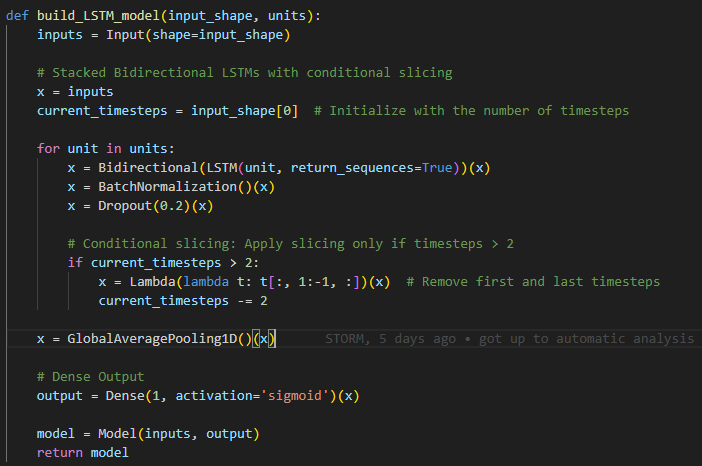 def build_LSTM_model(input_shape, units):
    inputs = Input(shape=input_shape)
    # Stacked Bidirectional LSTMs with conditional slicing
    x = inputs
    current_timesteps = input_shape[0]  # Initialize with the number of timesteps
    for unit in units:
        x = Bidirectional(LSTM(unit, return_sequences=True))(x)
        x = BatchNormalization()(x)
        x = Dropout(0.2)(x)
        # Conditional slicing: Apply slicing only if timesteps > 2
        if current_timesteps > 2:
            x = Lambda(lambda t: t[:, 1:-1, :])(x)  # Remove first and last timesteps
            current_timesteps -= 2
    x = GlobalAveragePooling1D()(x)    STORM, 5 days ago • got up to automatic analysis
    # Dense Output
    output = Dense(1, activation='sigmoid')(x)
    model = Model(inputs, output)
    return model